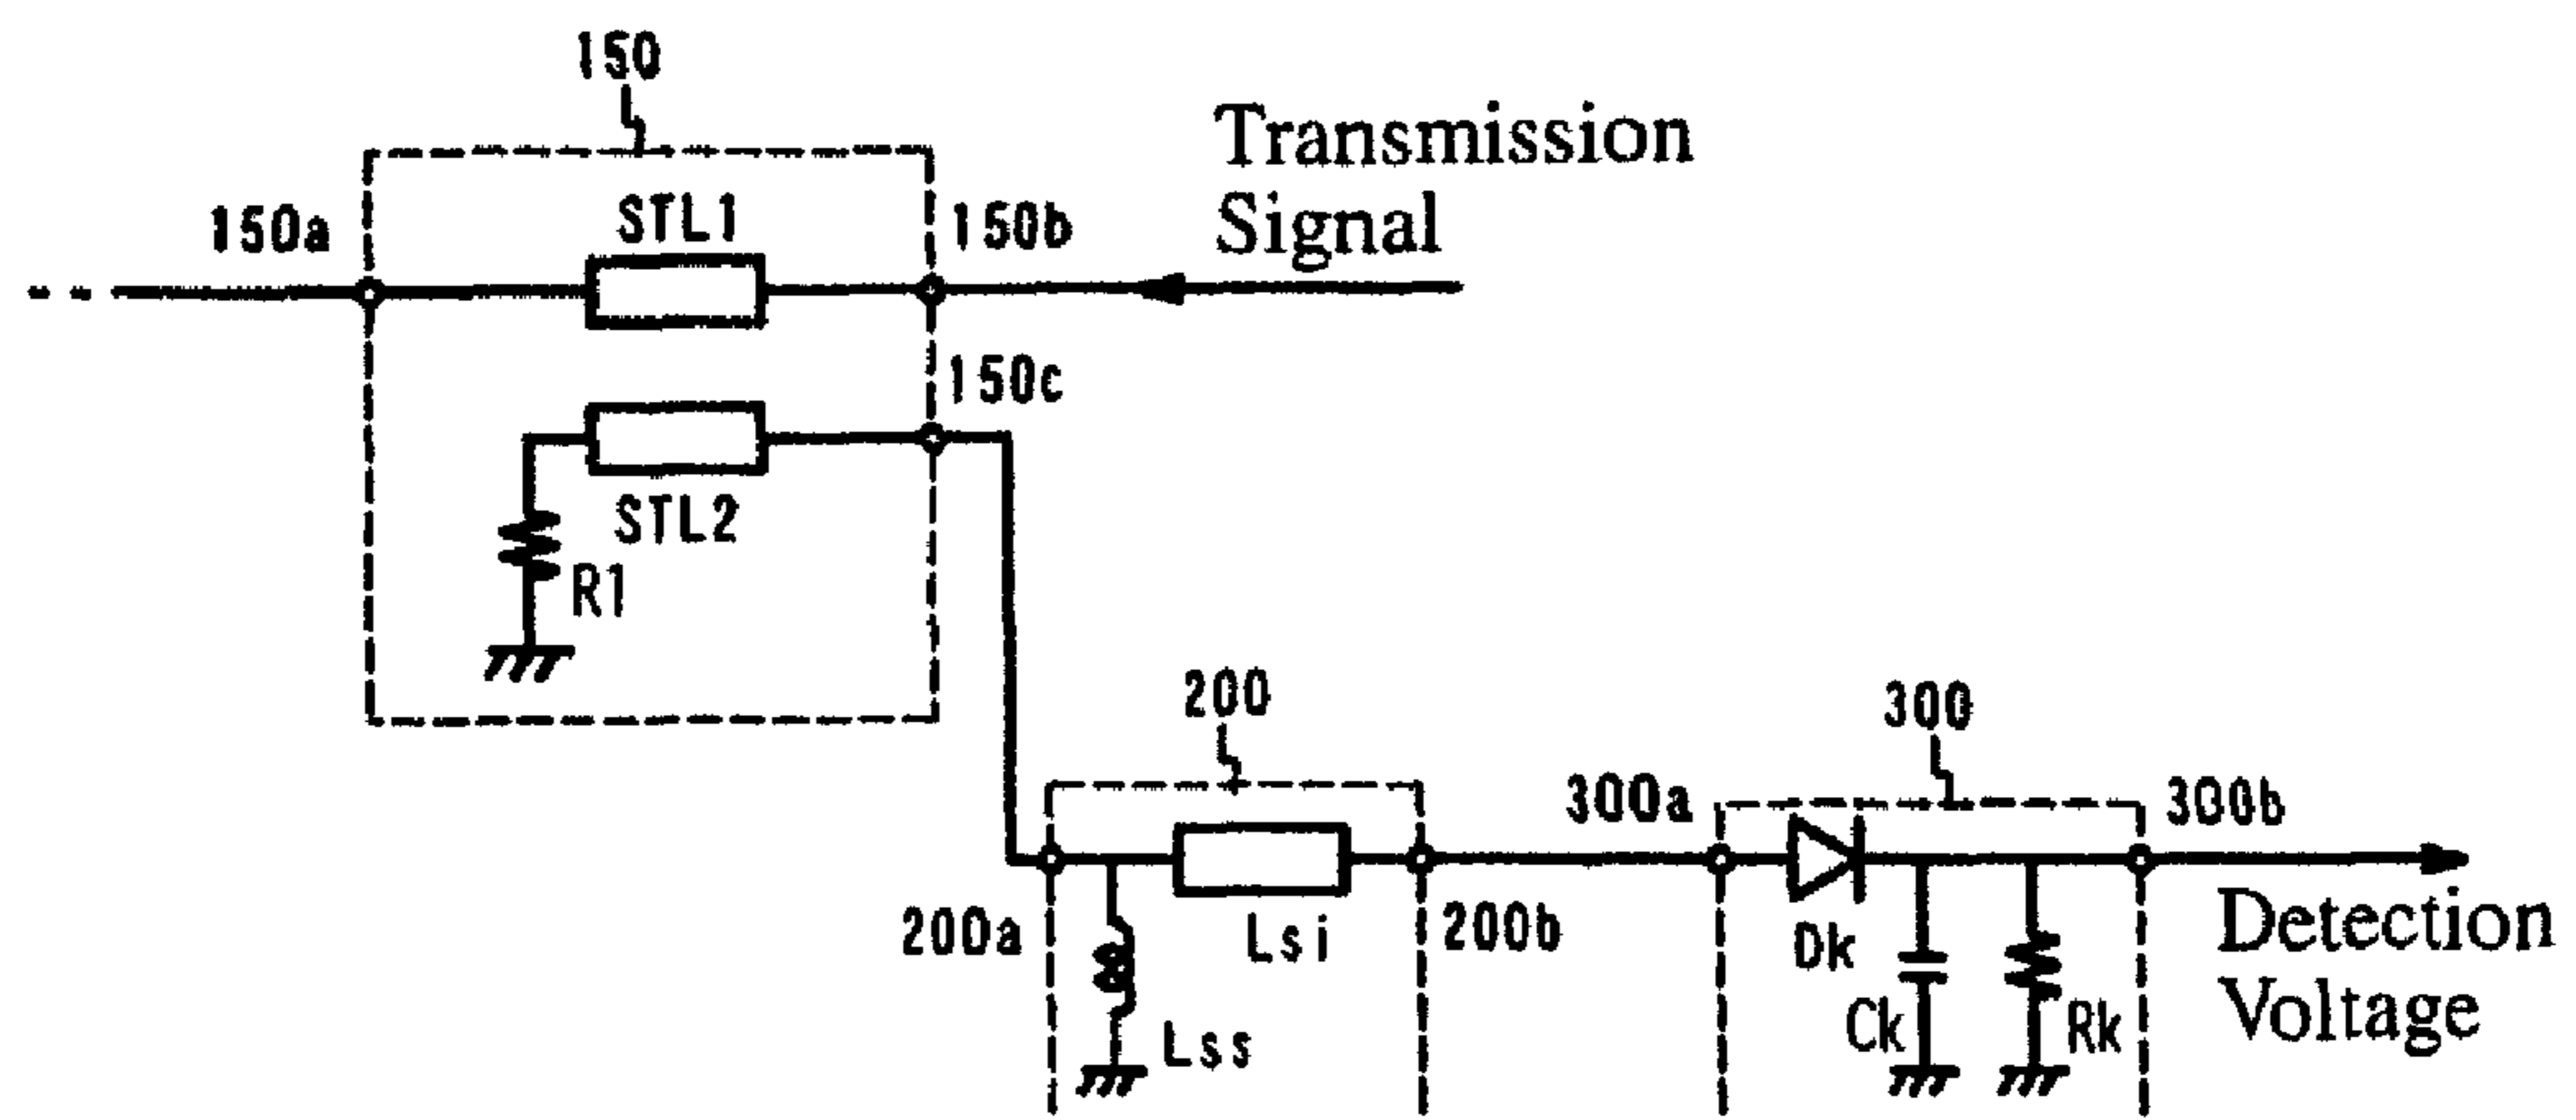 150
Transmission
Signal
150a
STL1
150b
150c
STL2
R1
200
300
300a
300b
200a
Lsi
200b
Dk
Detection
Voltage
Lss
Ck
Rk